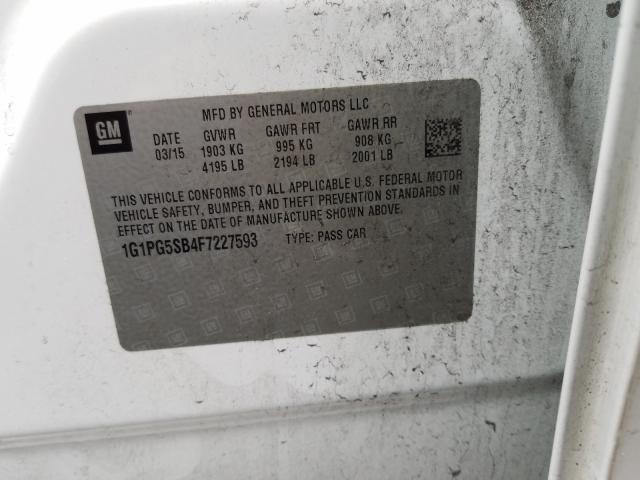 GM
MFD BY GENERAL MOTORS LLC
DATE GVWR GAWR FRT GAWR RR
03/15 1903 KG 995 KG 908 KG
4195 LB 2194 LB 2001 LB
THIS VEHICLE CONFORMS TO ALL APPLICABLE U.S. FEDERAL MOTOR
VEHICLE SAFETY, BUMPER, AND THEFT PREVENTION STANDARDS IN
EFFECT ON THE DATE OF MANUFACTURE SHOWN ABOVE.
1G1PG5SB4F7227593 TYPE: PASS CAR